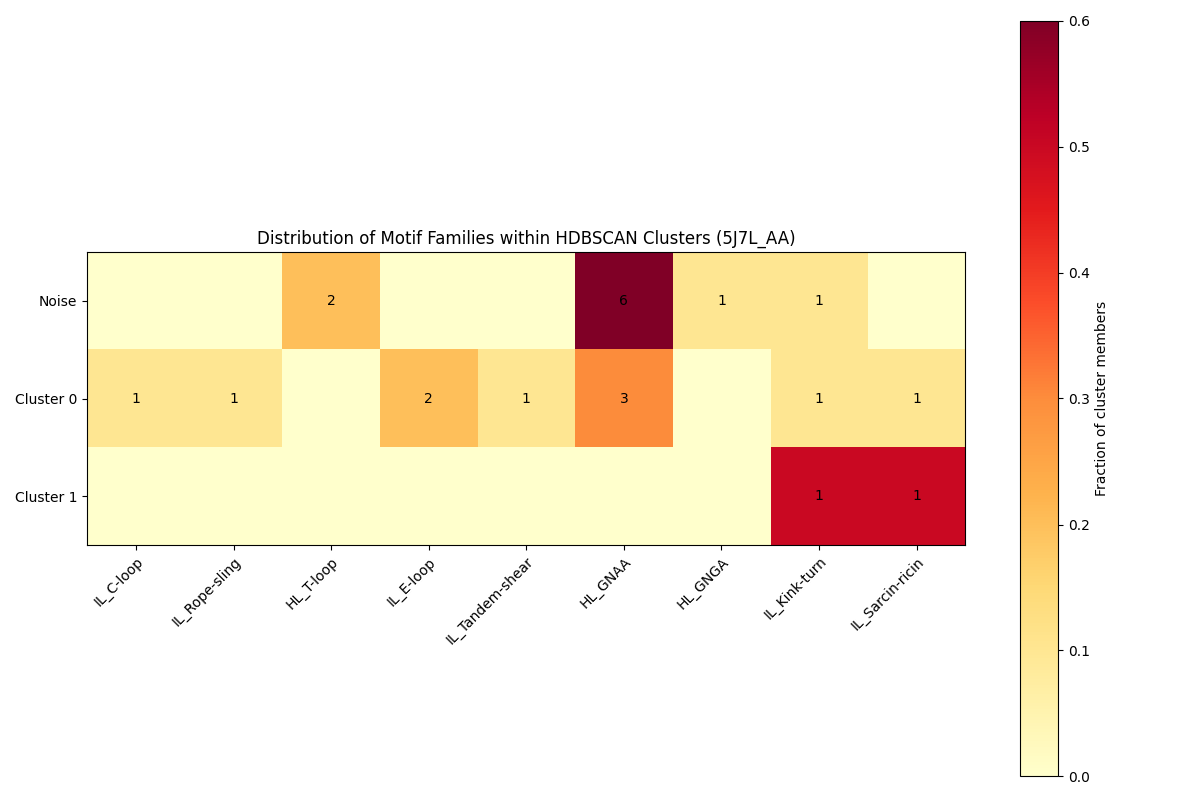 Distribution of Motif Families within HDBSCAN Clusters (5J7L_AA)
Noise 2 6 1 1
Cluster 0 1 1 2 1 3 1 1
Cluster 1 1 1
IL_C-loop
IL_Rope-sling
HL_T-loop
IL_E-loop
IL_Tandem-shear
HL_GNAA
HL_GNGA
IL_Kink-turn
IL_Sarcin-ricin
0.6
0.5
0.4
0.3
0.2
0.1
0.0
Fraction of cluster members